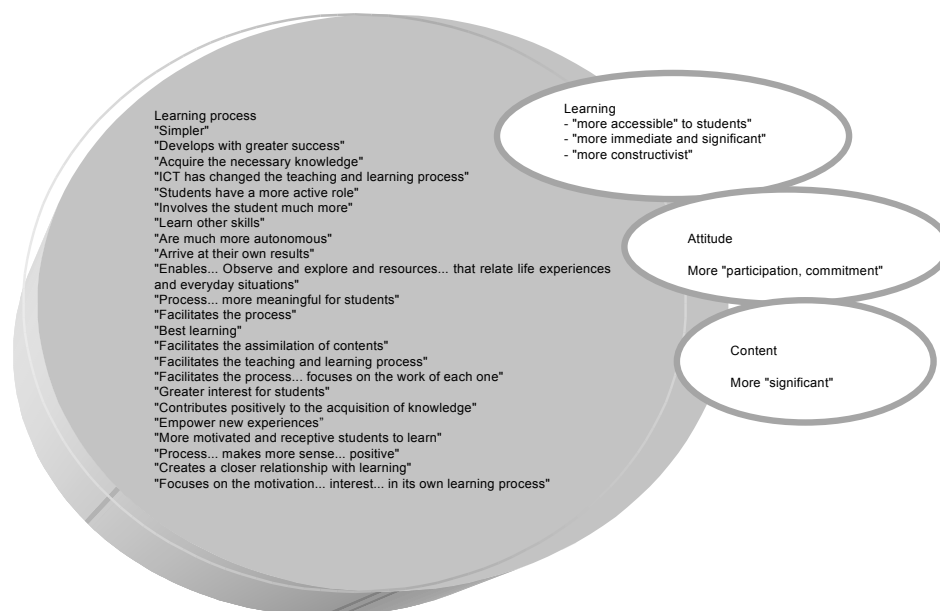 Learning process
"Simpler"
"Develops with greater success"
"Acquire the necessary knowledge"
"ICT has changed the teaching and learning process"
"Students have a more active role"
"Involves the student much more"
"Learn other skills"
"Are much more autonomous"
"Arrive at their own results"
"Enables... Observe and explore and resources... that relate life experiences
and everyday situations"
"Process... more meaningful for students"
"Facilitates the process"
"Best learning"
"Facilitates the assimilation of contents"
"Facilitates the teaching and learning process"
"Facilitates the process... focuses on the work of each one"
"Greater interest for students"
"Contributes positively to the acquisition of knowledge"
"Empower new experiences"
"More motivated and receptive students to learn"
"Process... makes more sense... positive"
"Creates a closer relationship with learning"
"Focuses on the motivation... interest... in its own learning process"
Learning
- "more accessible" to students"
- "more immediate and significant"
- "more constructivist"
Attitude
More "participation, commitment"
Content
More "significant"